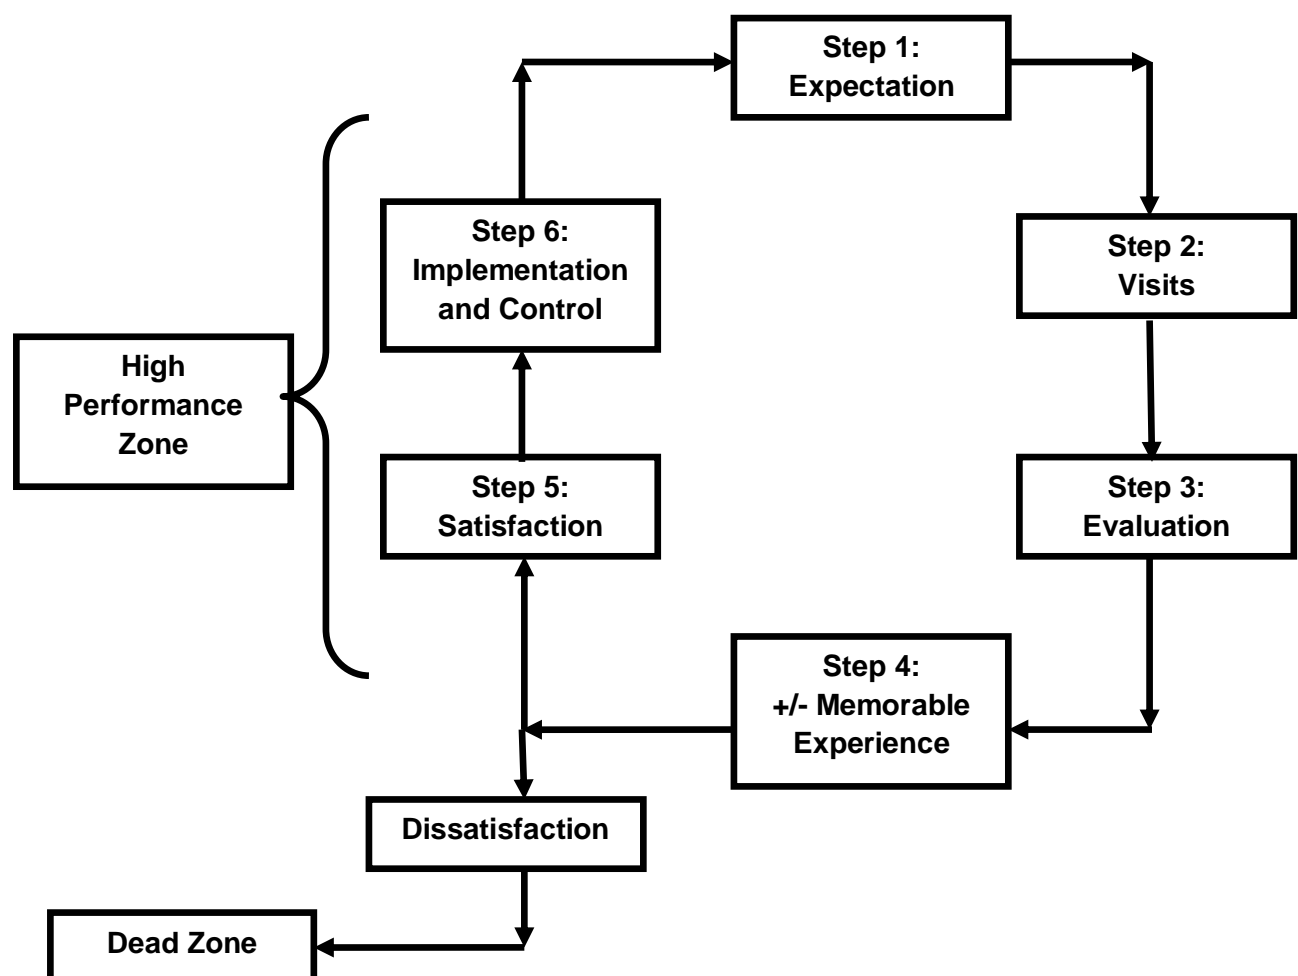 Step 1:
Expectation
Step 2:
Visits
Step 3:
Evaluation
Step 4:
+/- Memorable
Experience
Step 5:
Satisfaction
Step 6:
Implementation
and Control
High
Performance
Zone
Dissatisfaction
Dead Zone